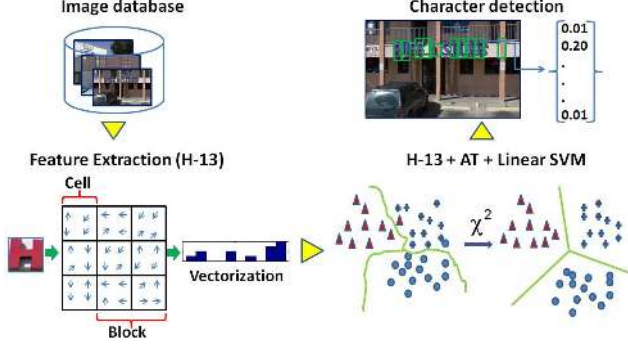 Image database
Character detection
0.01
0.20
.
.
.
0.01
Feature Extraction (H-13)
H-13 + AT + Linear SVM
Cell
H
χ²
Vectorization
Block